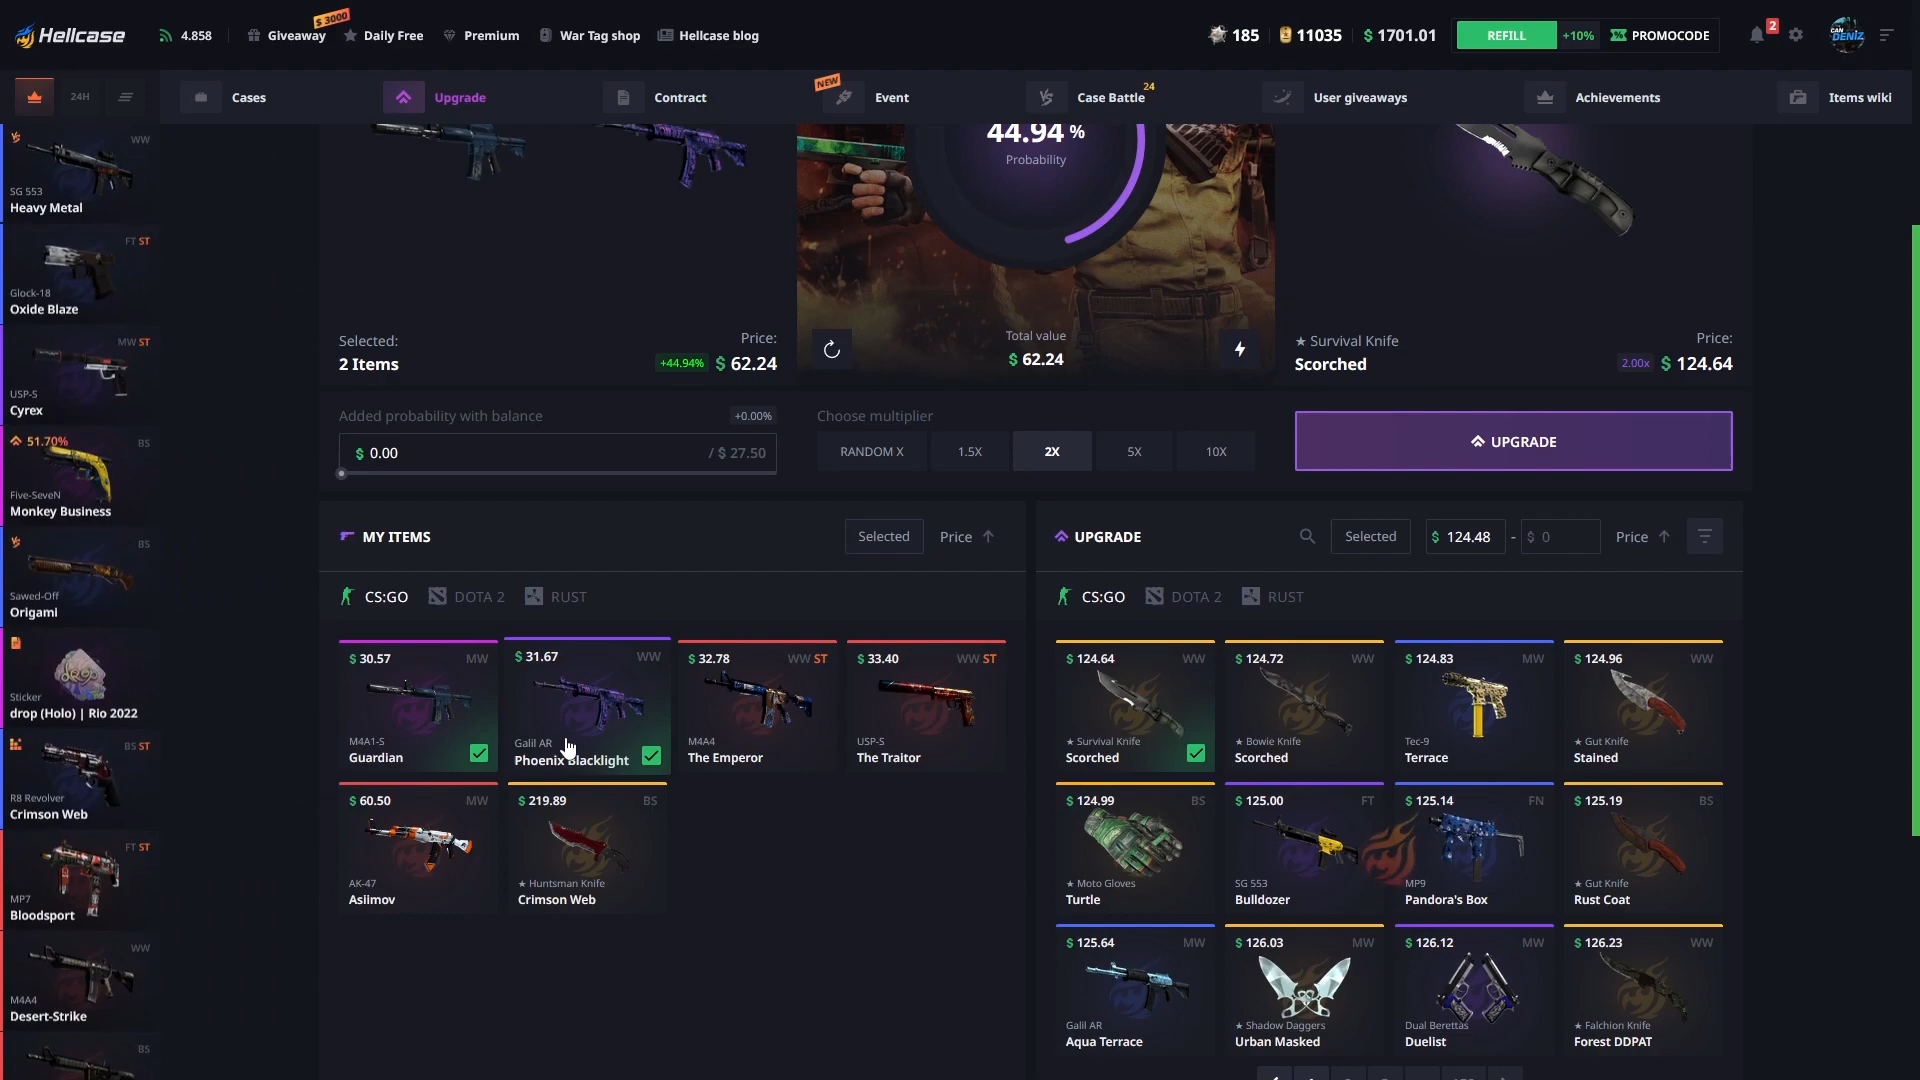 Hellcase
4.858
$ 3000
Giveaway
Daily Free
Premium
War Tag shop
Hellcase blog
185
11035
$ 1701.01
REFILL
+10%
PROMOCODE
2
CAN
DENİZ
24H
Cases
Upgrade
Contract
NEW
Event
Case Battle
24
User giveaways
Achievements
Items wiki
WW
SG 553
Heavy Metal
FT ST
Glock-18
Oxide Blaze
MW ST
USP-S
Cyrex
51.70%
BS
Five-SeveN
Monkey Business
BS
Sawed-Off
Origami
Sticker
drop (Holo) | Rio 2022
BS ST
R8 Revolver
Crimson Web
FT ST
MP7
Bloodsport
WW
M4A4
Desert-Strike
BS
44.94 %
Probability
Selected:
2 Items
Price:
+44.94%
$ 62.24
Total value
$ 62.24
★ Survival Knife
Scorched
Price:
2.00x
$ 124.64
Added probability with balance
+0.00%
$ 0.00
/ $ 27.50
Choose multiplier
RANDOM X
1.5X
2X
5X
10X
UPGRADE
MY ITEMS
Selected
Price
CS:GO
DOTA 2
RUST
$ 30.57
MW
M4A1-S
Guardian
$ 31.67
WW
Galil AR
Phoenix Blacklight
$ 32.78
WW ST
M4A4
The Emperor
$ 33.40
WW ST
USP-S
The Traitor
$ 60.50
MW
AK-47
Asiimov
$ 219.89
BS
★ Huntsman Knife
Crimson Web
UPGRADE
Selected
$ 124.48
-
$ 0
Price
CS:GO
DOTA 2
RUST
$ 124.64
WW
★ Survival Knife
Scorched
$ 124.72
WW
★ Bowie Knife
Scorched
$ 124.83
MW
Tec-9
Terrace
$ 124.96
WW
★ Gut Knife
Stained
$ 124.99
BS
★ Moto Gloves
Turtle
$ 125.00
FT
SG 553
Bulldozer
$ 125.14
FN
MP9
Pandora's Box
$ 125.19
BS
★ Gut Knife
Rust Coat
$ 125.64
MW
Galil AR
Aqua Terrace
$ 126.03
MW
★ Shadow Daggers
Urban Masked
$ 126.12
MW
Dual Berettas
Duelist
$ 126.23
WW
★ Falchion Knife
Forest DDPAT